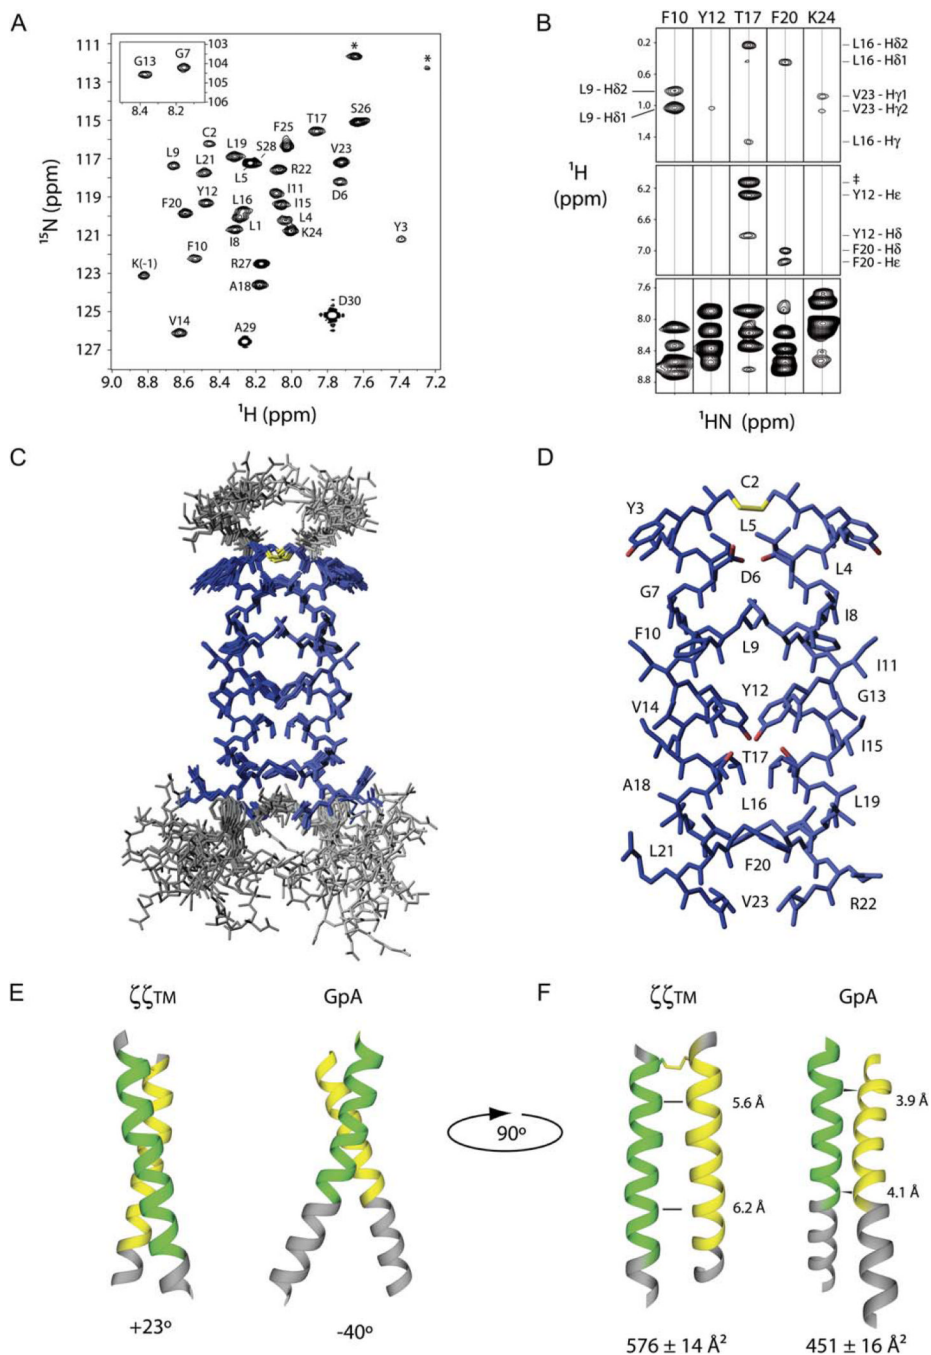 A
111
113
115
117
119
121
123
125
127
¹⁵N (ppm)
9.0 8.8 8.6 8.4 8.2 8.0 7.8 7.6 7.4 7.2
¹H (ppm)
G13 G7
103
104
105
106
8.4 8.2
*
*
S26
T17
F25
C2
L19
S28
V23
L9
L21
L5
R22
D6
Y12
I11
F20
L16
I15
L4
L1
K24
Y3
I8
F10
K(-1)
R27
A18
D30
V14
A29
B
F10 Y12 T17 F20 K24
0.2
0.6
1.0
1.4
L9 - Hδ2
L9 - Hδ1
L16 - Hδ2
L16 - Hδ1
V23 - Hγ1
V23 - Hγ2
L16 - Hγ
¹H
(ppm)
6.2
6.6
7.0
‡
Y12 - Hε
Y12 - Hδ
F20 - Hδ
F20 - Hε
7.6
8.0
8.4
8.8
¹HN (ppm)
C
D
C2
Y3
L5
L4
D6
G7
I8
F10
L9
I11
Y12
G13
V14
I15
T17
A18
L16
L19
L21
F20
V23
R22
E
ζζTM GpA
+23º -40º
90º
F
ζζTM GpA
5.6 Å
3.9 Å
6.2 Å
4.1 Å
576 ± 14 Å² 451 ± 16 Å²